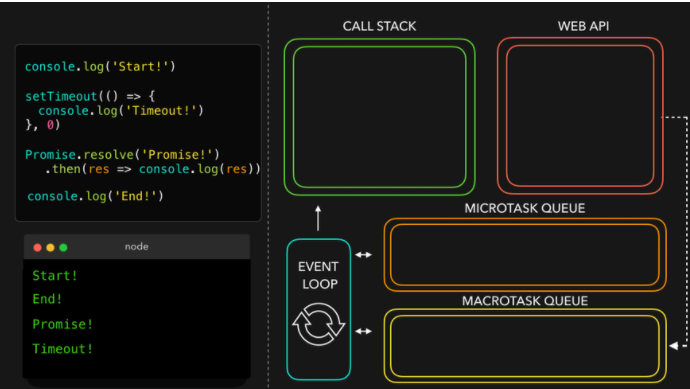 console.log('Start!')
setTimeout(() => {
  console.log('Timeout!')
}, 0)
Promise.resolve('Promise!')
  .then(res => console.log(res))
console.log('End!')
node
Start!
End!
Promise!
Timeout!
CALL STACK
WEB API
MICROTASK QUEUE
EVENT
LOOP
MACROTASK QUEUE